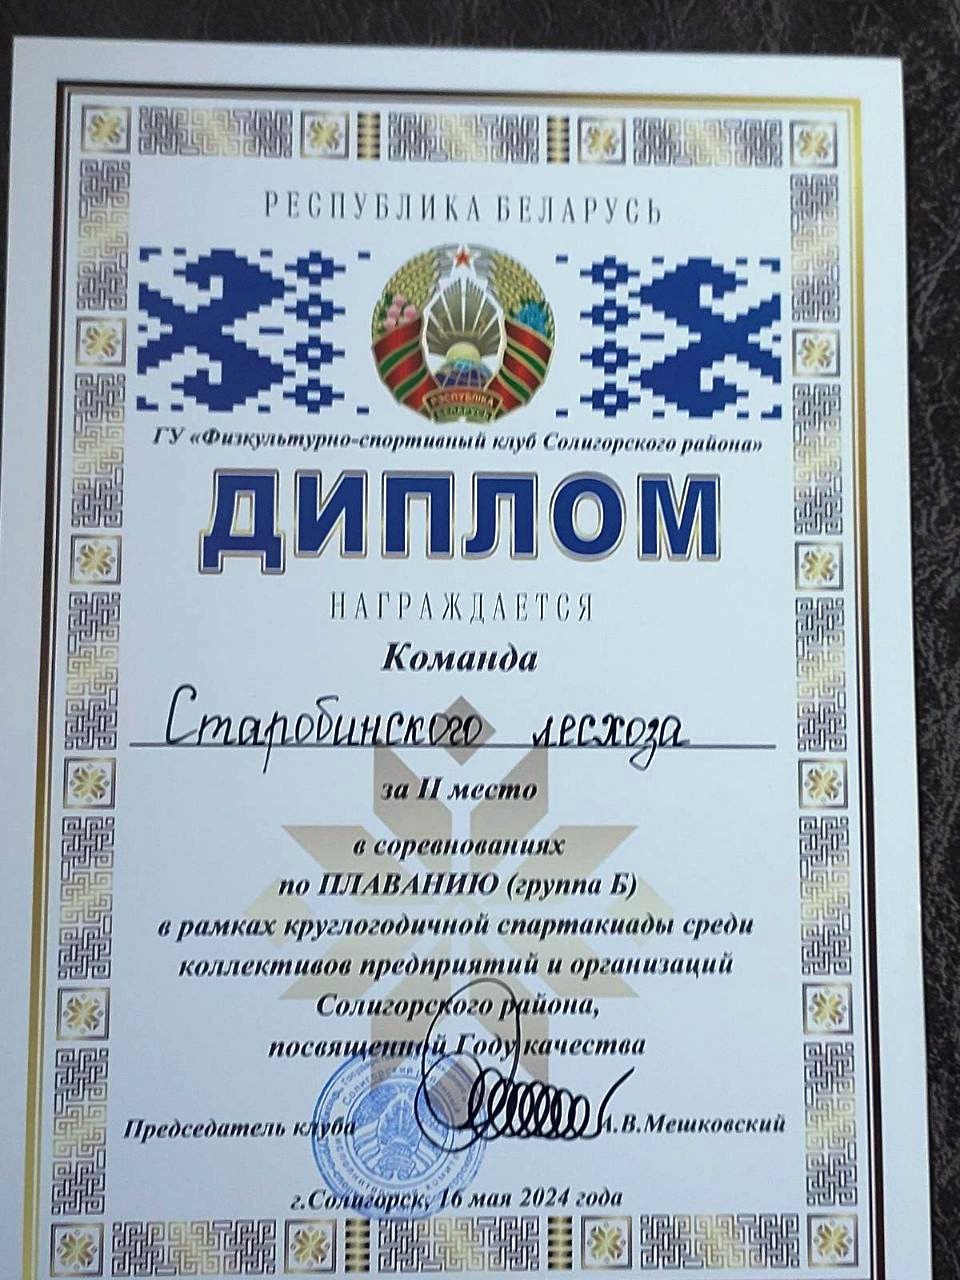 РЕСПУБЛИКА БЕЛАРУСЬ
РЭСПУБЛІКА
БЕЛАРУСЬ
ГУ «Физкультурно-спортивный клуб Солигорского района»
ДИПЛОМ
НАГРАЖДАЕТСЯ
Команда
Старобинского лесхоза
за II место
в соревнованиях
по ПЛАВАНИЮ (группа Б)
в рамках круглогодичной спартакиады среди
коллективов предприятий и организаций
Солигорского района,
посвященной Году качества
Председатель клуба .В.Мешковский
г.Солигорск, 16 мая 2024 года